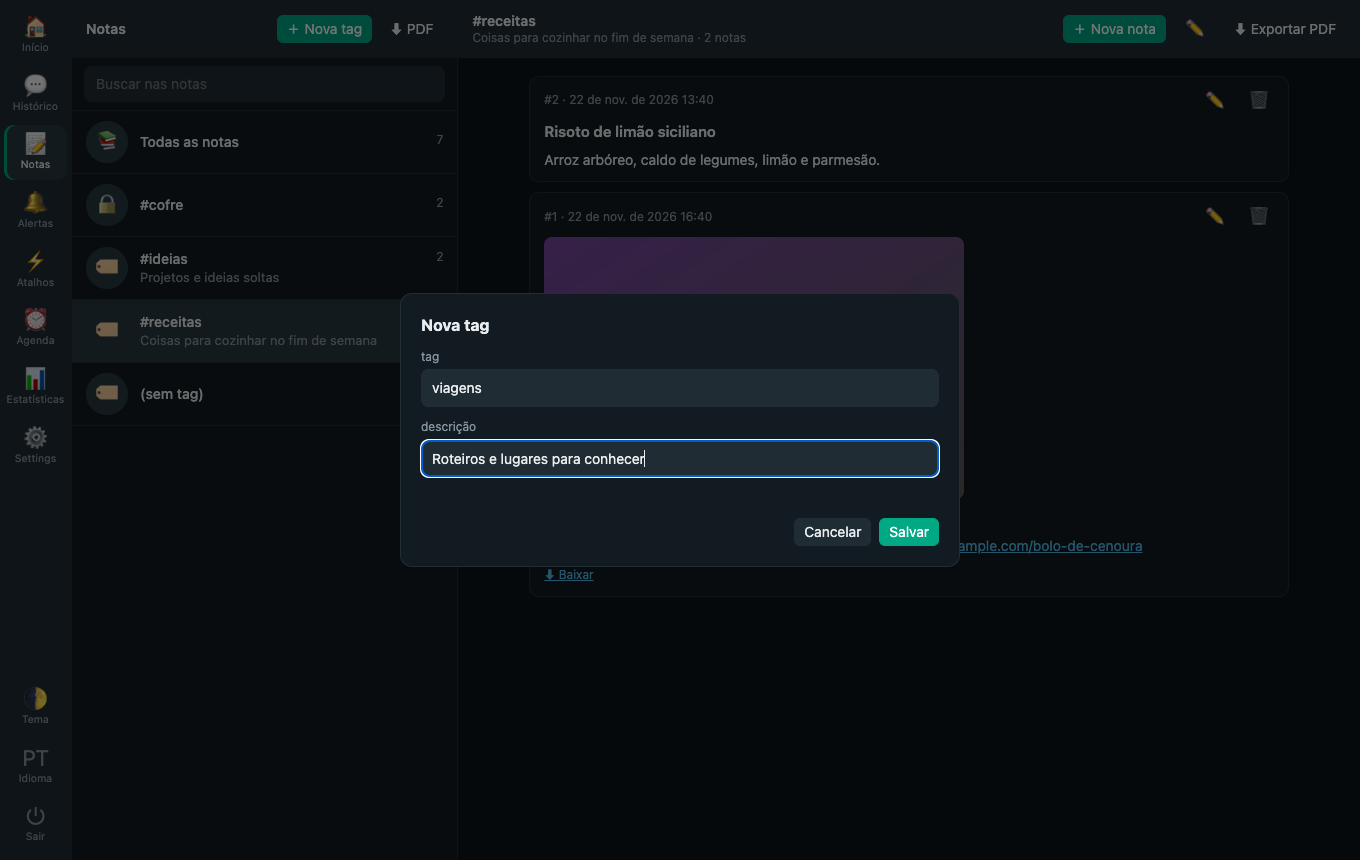 Início
Histórico
Notas
Alertas
Atalhos
Agenda
Estatísticas
Settings
Tema
PT
Idioma
Sair
Notas
+ Nova tag
⬇ PDF
Buscar nas notas
Todas as notas
7
#cofre
2
#ideias
2
Projetos e ideias soltas
#receitas
Coisas para cozinhar no fim de semana
(sem tag)
#receitas
Coisas para cozinhar no fim de semana · 2 notas
+ Nova nota
⬇ Exportar PDF
#2 · 22 de nov. de 2026 13:40
Risoto de limão siciliano
Arroz arbóreo, caldo de legumes, limão e parmesão.
#1 · 22 de nov. de 2026 16:40
Nova tag
tag
viagens
descrição
Roteiros e lugares para conhecer
Cancelar
Salvar
ample.com/bolo-de-cenoura
⬇ Baixar